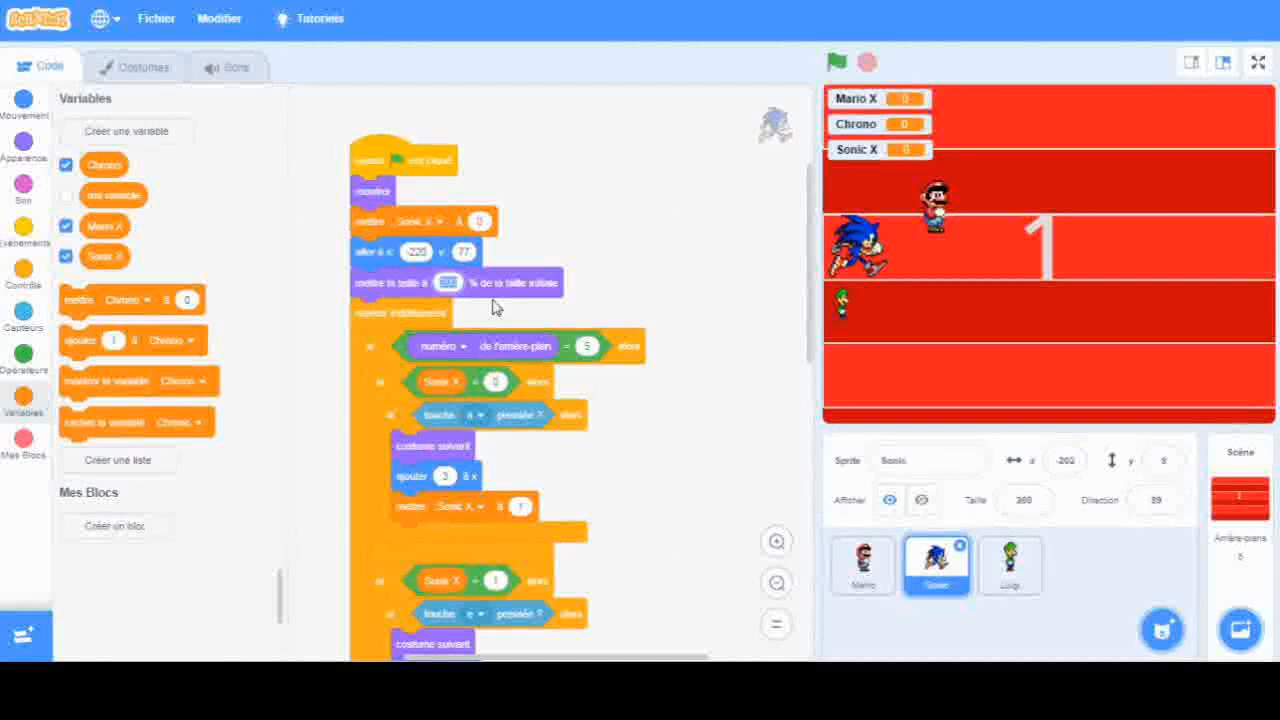 SCRATCH
Fichier
Modifier
Tutoriels
Code
Costumes
Sons
Mouvement
Apparence
Son
Événements
Contrôle
Capteurs
Opérateurs
Variables
Mes Blocs
Variables
Créer une variable
Chrono
ma variable
Mario X
Sonic X
mettre Chrono à 0
ajouter 1 à Chrono
montrer la variable Chrono
cacher la variable Chrono
Créer une liste
Mes Blocs
Créer un bloc
quand est cliqué
montrer
mettre Sonic X à 0
aller à x: -220 y: 77
mettre la taille à % de la taille initiale
répéter indéfiniment
si numéro de l'arrière-plan = 5 alors
si Sonic X = 0 alors
si touche a pressée ? alors
costume suivant
ajouter 3 à x
mettre Sonic X à 1
si Sonic X = 1 alors
si touche e pressée ? alors
costume suivant
Mario X 0
Chrono 0
Sonic X 0
1
Sprite Sonic x -202 y 9
Afficher Taille Direction 89
Mario
Sonic
Luigi
Scène
Arrière-plans